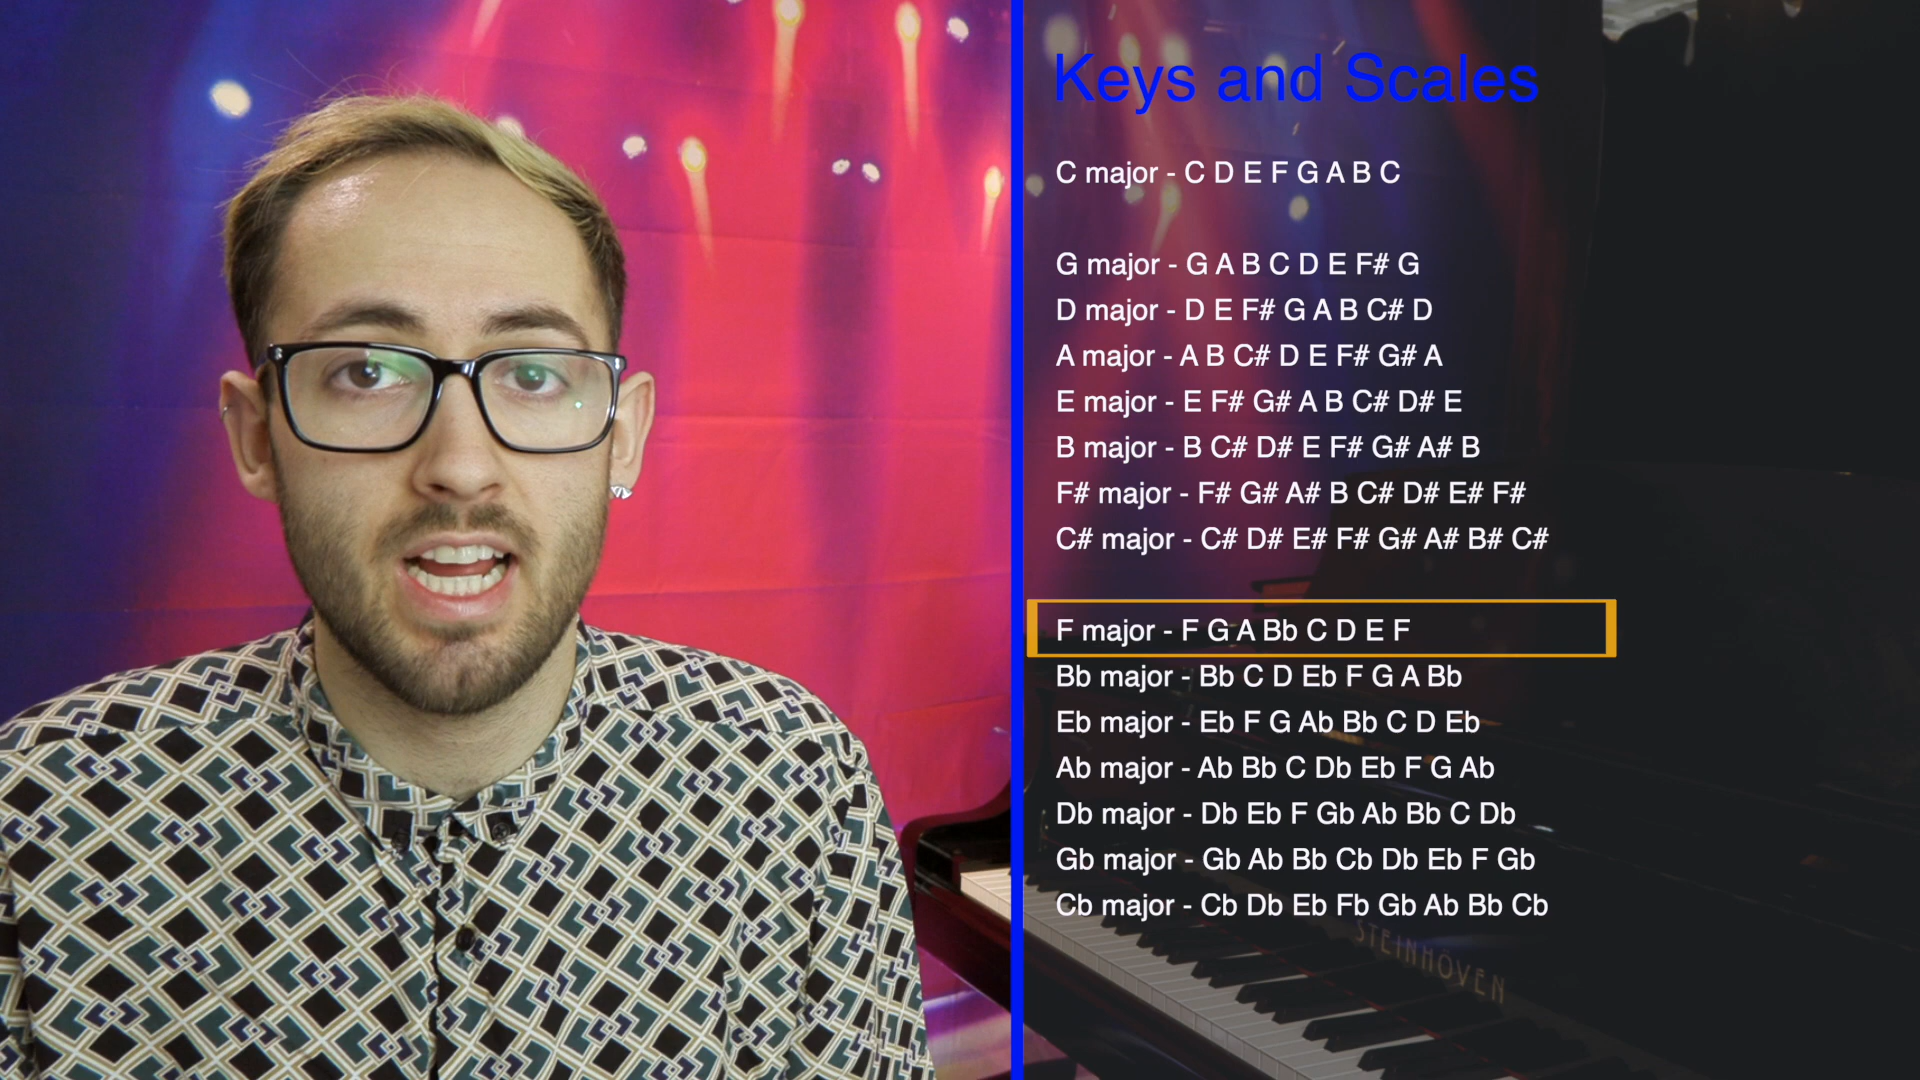 Keys and Scales
C major - C D E F G A B C
G major - G A B C D E F# G
D major - D E F# G A B C# D
A major - A B C# D E F# G# A
E major - E F# G# A B C# D# E
B major - B C# D# E F# G# A# B
F# major - F# G# A# B C# D# E# F#
C# major - C# D# E# F# G# A# B# C#
F major - F G A Bb C D E F
Bb major - Bb C D Eb F G A Bb
Eb major - Eb F G Ab Bb C D Eb
Ab major - Ab Bb C Db Eb F G Ab
Db major - Db Eb F Gb Ab Bb C Db
Gb major - Gb Ab Bb Cb Db Eb F Gb
Cb major - Cb Db Eb Fb Gb Ab Bb Cb
STEINHOVEN